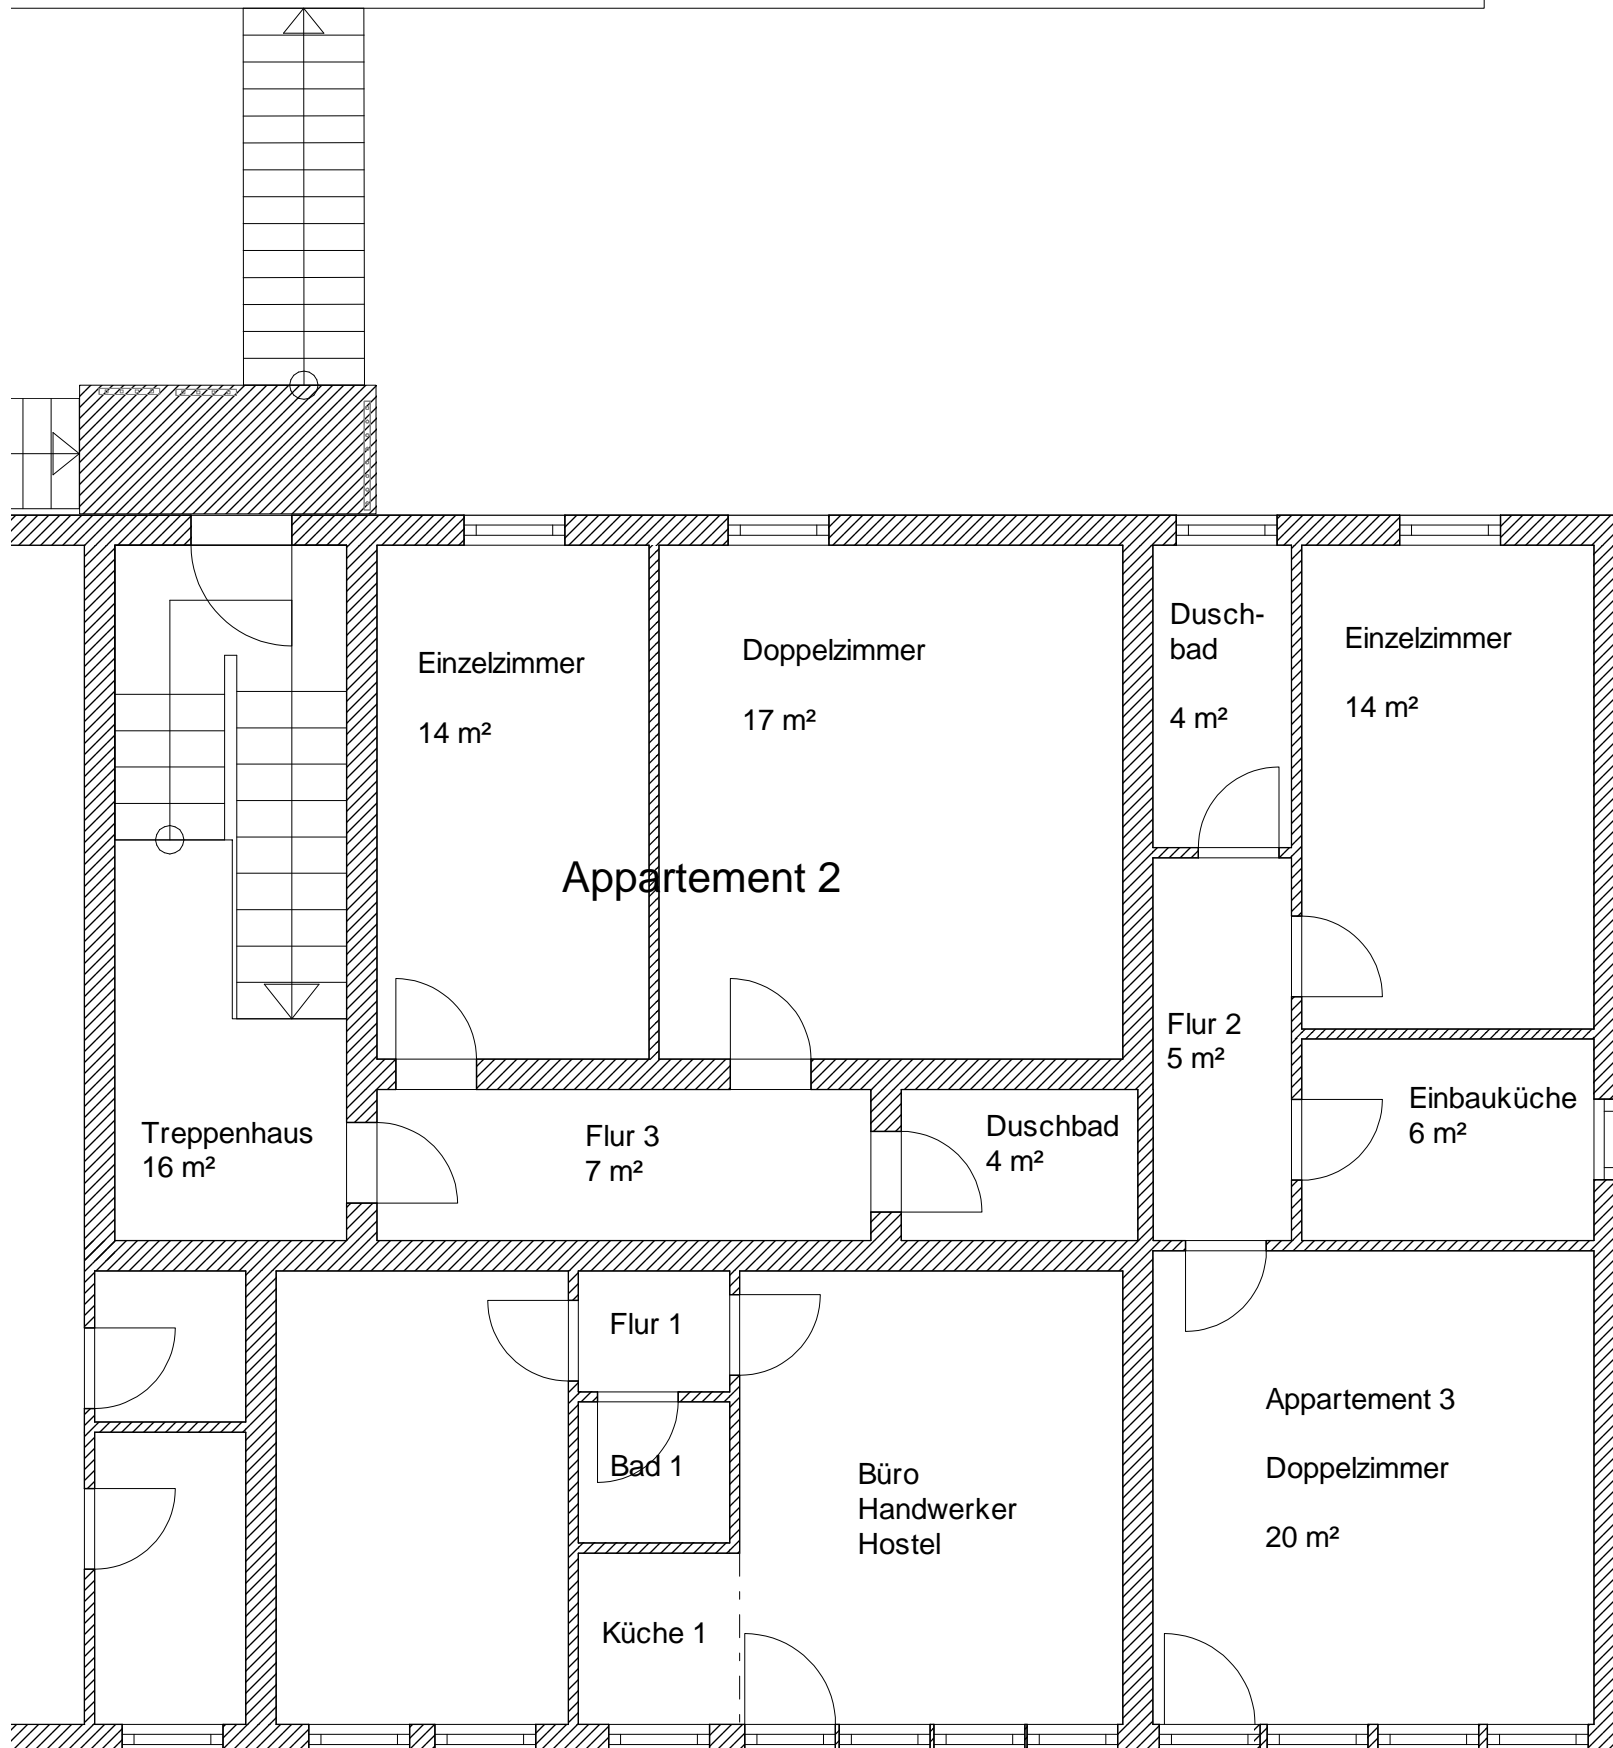 Einzelzimmer
14 m²
Doppelzimmer
17 m²
Dusch-
bad
4 m²
Einzelzimmer
14 m²
Appartement 2
Flur 2
5 m²
Einbauküche
6 m²
Treppenhaus
16 m²
Flur 3
7 m²
Duschbad
4 m²
Flur 1
Bad 1
Küche 1
Büro
Handwerker
Hostel
Appartement 3
Doppelzimmer
20 m²